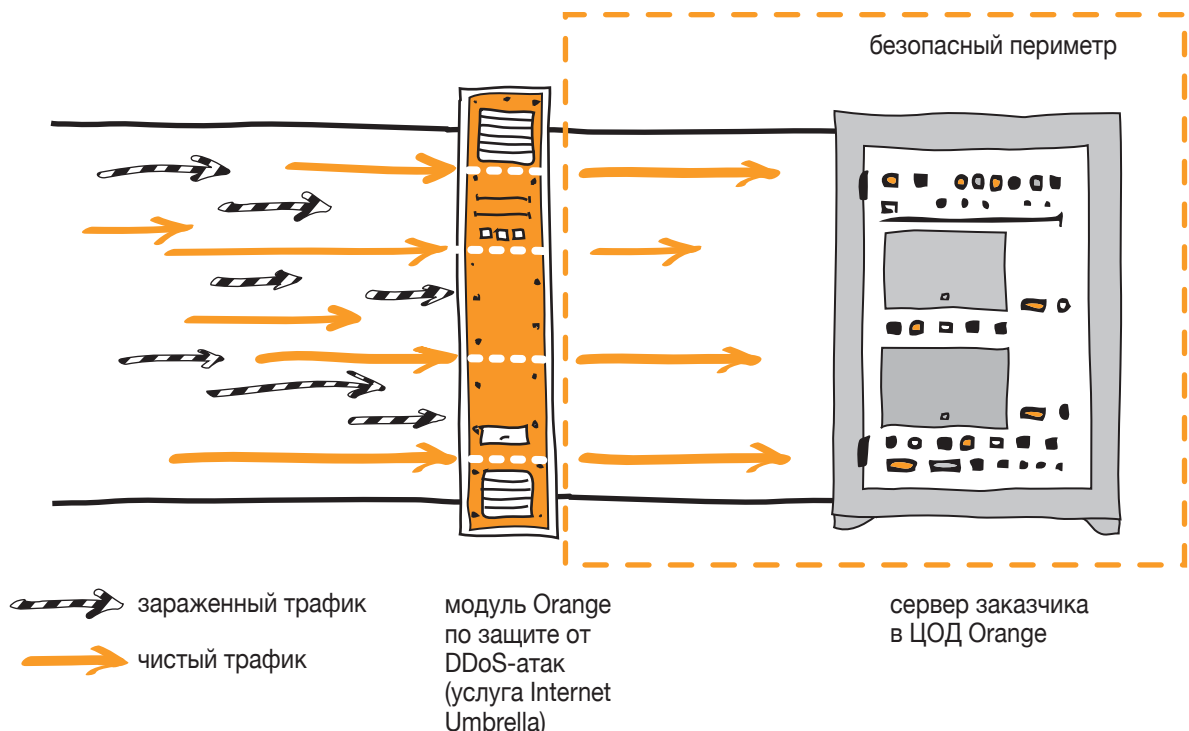 безопасный периметр
зараженный трафик
чистый трафик
модуль Orange
по защите от
DDoS-атак
(услуга Internet
Umbrella)
сервер заказчика
в ЦОД Orange